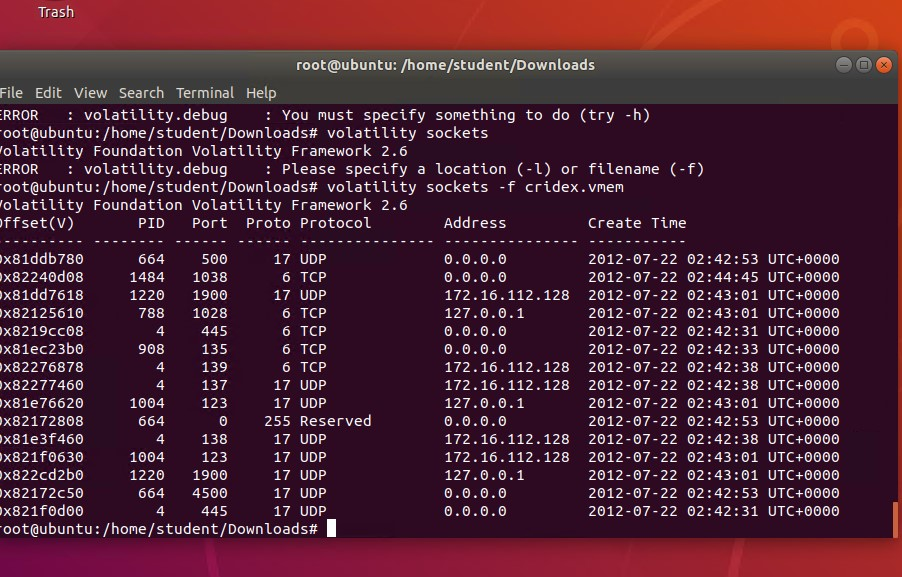 Trash
root@ubuntu: /home/student/Downloads
File Edit View Search Terminal Help
ERROR   : volatility.debug    : You must specify something to do (try -h)
root@ubuntu:/home/student/Downloads# volatility sockets
Volatility Foundation Volatility Framework 2.6
ERROR   : volatility.debug    : Please specify a location (-l) or filename (-f)
root@ubuntu:/home/student/Downloads# volatility sockets -f cridex.vmem
Volatility Foundation Volatility Framework 2.6
Offset(V)       PID   Port  Proto Protocol        Address         Create Time
---------- -------- ------ ------ --------------- --------------- -----------
0x81ddb780      664    500     17 UDP             0.0.0.0         2012-07-22 02:42:53 UTC+0000
0x82240d08     1484   1038      6 TCP             0.0.0.0         2012-07-22 02:44:45 UTC+0000
0x81dd7618     1220   1900     17 UDP             172.16.112.128  2012-07-22 02:43:01 UTC+0000
0x82125610      788   1028      6 TCP             127.0.0.1       2012-07-22 02:43:01 UTC+0000
0x8219cc08        4    445      6 TCP             0.0.0.0         2012-07-22 02:42:31 UTC+0000
0x81ec23b0      908    135      6 TCP             0.0.0.0         2012-07-22 02:42:33 UTC+0000
0x82276878        4    139      6 TCP             172.16.112.128  2012-07-22 02:42:38 UTC+0000
0x82277460        4    137     17 UDP             172.16.112.128  2012-07-22 02:42:38 UTC+0000
0x81e76620     1004    123     17 UDP             127.0.0.1       2012-07-22 02:43:01 UTC+0000
0x82172808      664      0    255 Reserved        0.0.0.0         2012-07-22 02:42:53 UTC+0000
0x81e3f460        4    138     17 UDP             172.16.112.128  2012-07-22 02:42:38 UTC+0000
0x821f0630     1004    123     17 UDP             172.16.112.128  2012-07-22 02:43:01 UTC+0000
0x822cd2b0     1220   1900     17 UDP             127.0.0.1       2012-07-22 02:43:01 UTC+0000
0x82172c50      664   4500     17 UDP             0.0.0.0         2012-07-22 02:42:53 UTC+0000
0x821f0d00        4    445     17 UDP             0.0.0.0         2012-07-22 02:42:31 UTC+0000
root@ubuntu:/home/student/Downloads#